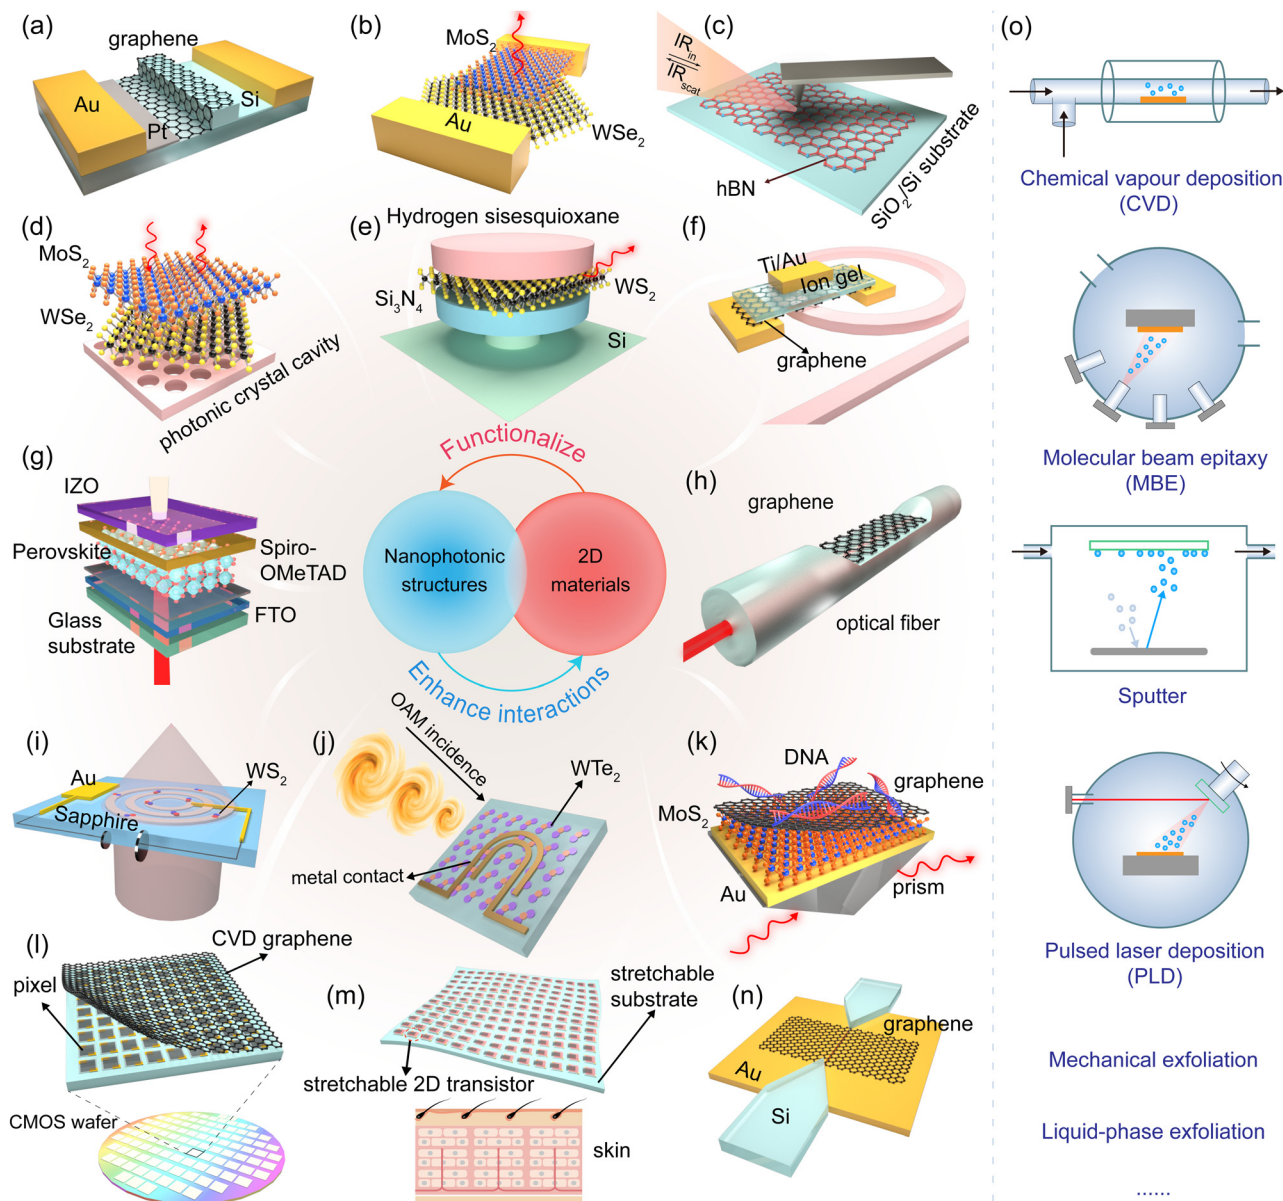 (a)
graphene
Au
Pt
Si
(b)
MoS₂
Au
WSe₂
(c)
IR_in
IR_scat
hBN
SiO₂/Si substrate
(d)
MoS₂
WSe₂
photonic crystal cavity
(e)
Hydrogen sisesquioxane
Si₃N₄
WS₂
Si
(f)
Ti/Au
Ion gel
graphene
(g)
IZO
Perovskite
Spiro-
OMeTAD
FTO
Glass
substrate
Functionalize
Nanophotonic
structures
2D
materials
Enhance interactions
(h)
graphene
optical fiber
(i)
Au
WS₂
Sapphire
(j)
OAM incidence
WTe₂
metal contact
(k)
DNA
graphene
MoS₂
Au
prism
(l)
CVD graphene
pixel
CMOS wafer
(m)
stretchable
substrate
stretchable 2D transistor
skin
(n)
graphene
Au
Si
(o)
Chemical vapour deposition
(CVD)
Molecular beam epitaxy
(MBE)
Sputter
Pulsed laser deposition
(PLD)
Mechanical exfoliation
Liquid-phase exfoliation
......